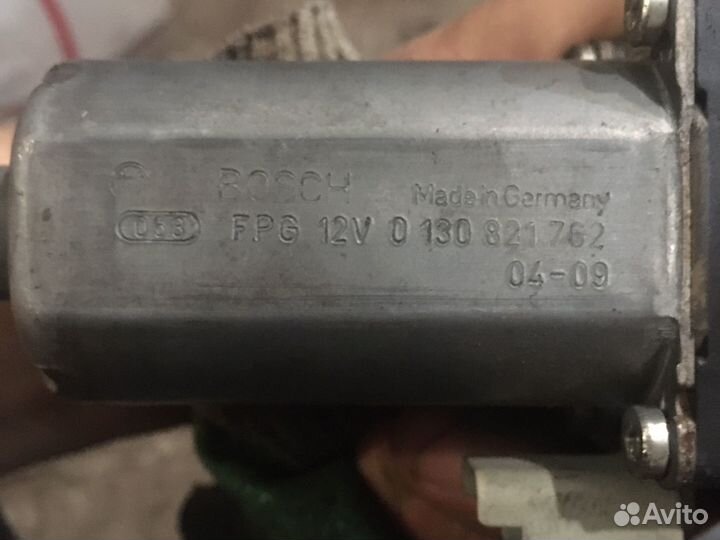 BOSCH Made in Germany
053 FPG 12V 0 130 821 762
04-09
Avito